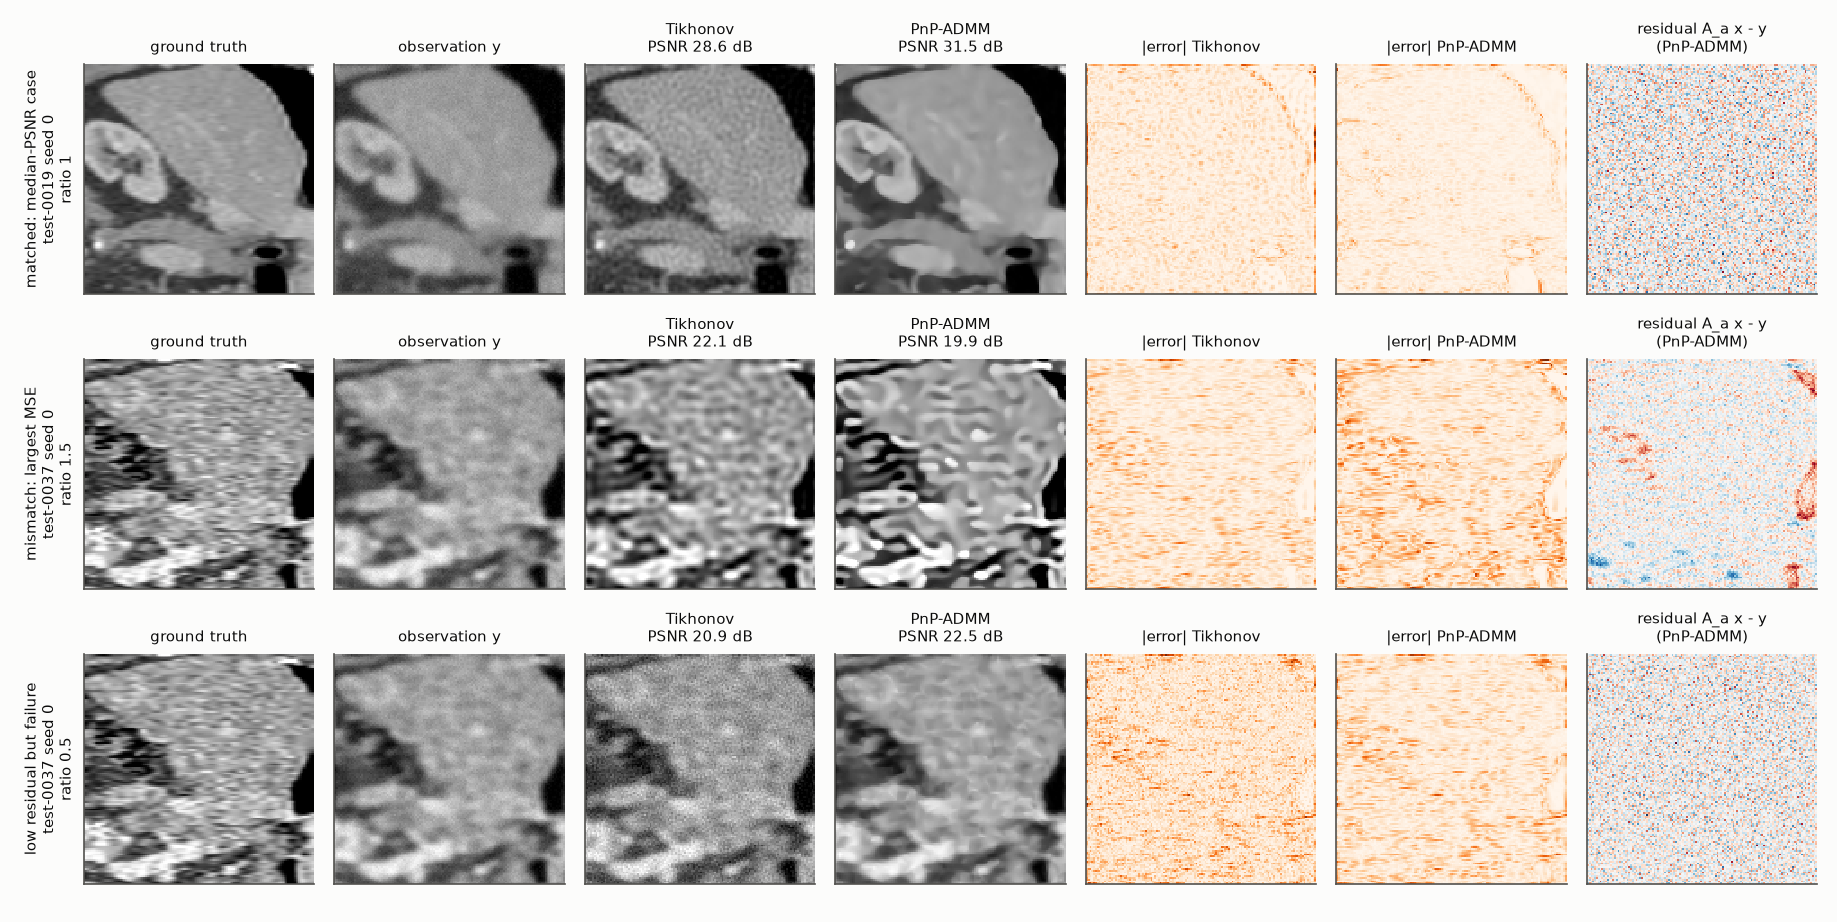 matched: median-PSNR case
test-0019 seed 0
ratio 1
ground truth
observation y
Tikhonov
PSNR 28.6 dB
PnP-ADMM
PSNR 31.5 dB
|error| Tikhonov
|error| PnP-ADMM
residual A_a x - y
(PnP-ADMM)
mismatch: largest MSE
test-0037 seed 0
ratio 1.5
ground truth
observation y
Tikhonov
PSNR 22.1 dB
PnP-ADMM
PSNR 19.9 dB
|error| Tikhonov
|error| PnP-ADMM
residual A_a x - y
(PnP-ADMM)
low residual but failure
test-0037 seed 0
ratio 0.5
ground truth
observation y
Tikhonov
PSNR 20.9 dB
PnP-ADMM
PSNR 22.5 dB
|error| Tikhonov
|error| PnP-ADMM
residual A_a x - y
(PnP-ADMM)